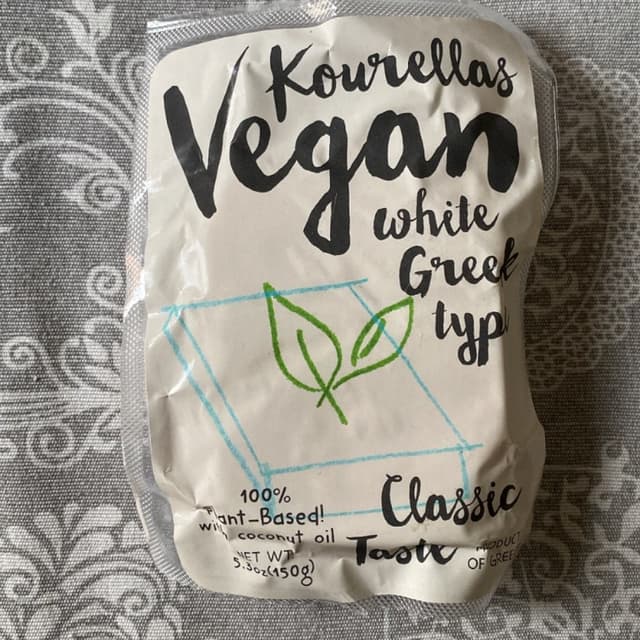 Kourellas
Vegan
white
Greek
type
Classic
Taste
100%
Plant-Based!
with coconut oil
NET WT
5.3oz(150g)
PRODUCT
OF GREE